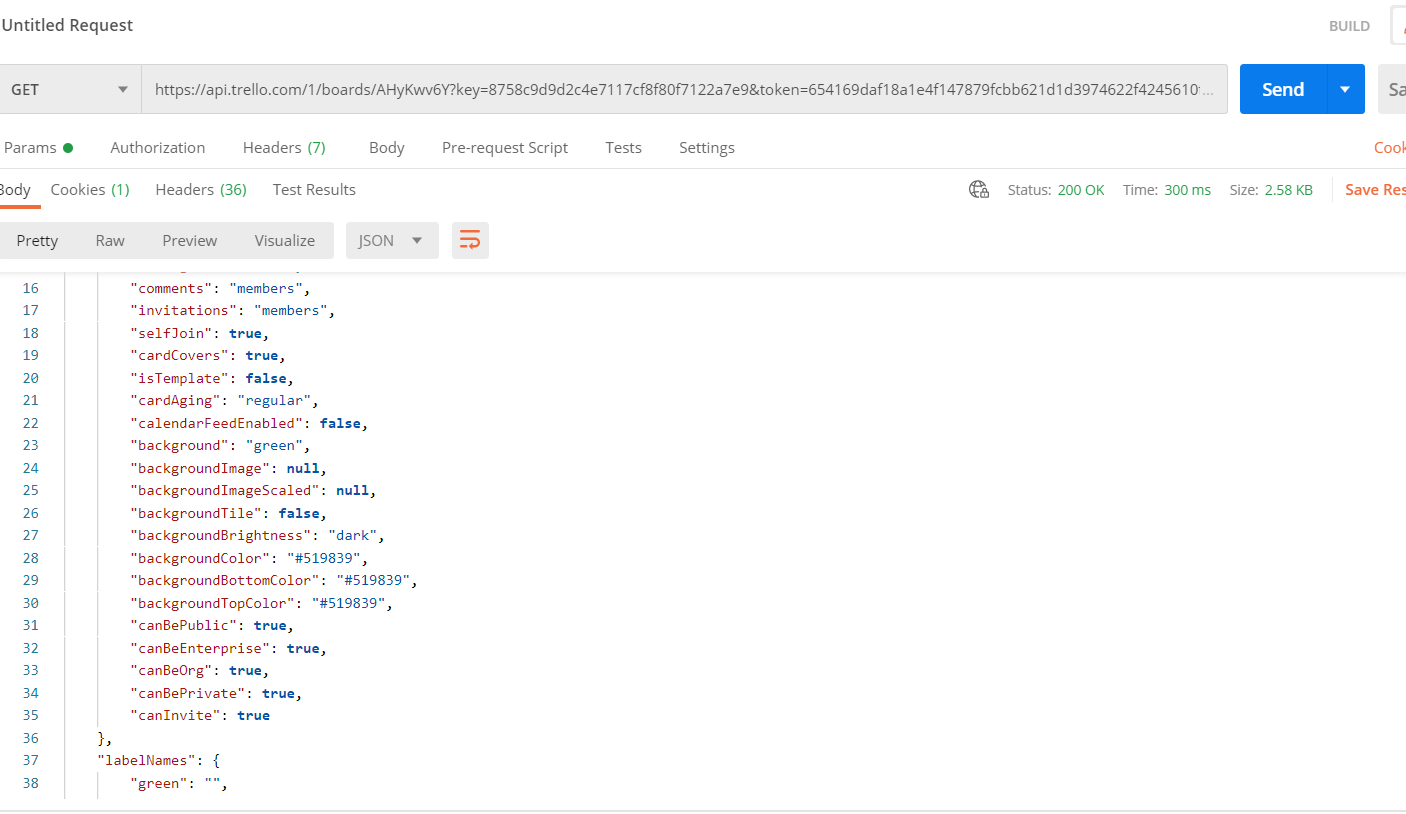 Untitled Request
BUILD
GET https://api.trello.com/1/boards/AHyKwv6Y?key=8758c9d9d2c4e7117cf8f80f7122a7e9&token=654169daf18a1e4f147879fcbb621d1d3974622f4245610... Send Sa
Params Authorization Headers (7) Body Pre-request Script Tests Settings Cook
Body Cookies (1) Headers (36) Test Results Status: 200 OK Time: 300 ms Size: 2.58 KB Save Res
Pretty Raw Preview Visualize JSON
16 "comments": "members",
17 "invitations": "members",
18 "selfJoin": true,
19 "cardCovers": true,
20 "isTemplate": false,
21 "cardAging": "regular",
22 "calendarFeedEnabled": false,
23 "background": "green",
24 "backgroundImage": null,
25 "backgroundImageScaled": null,
26 "backgroundTile": false,
27 "backgroundBrightness": "dark",
28 "backgroundColor": "#519839",
29 "backgroundBottomColor": "#519839",
30 "backgroundTopColor": "#519839",
31 "canBePublic": true,
32 "canBeEnterprise": true,
33 "canBeOrg": true,
34 "canBePrivate": true,
35 "canInvite": true
36 },
37 "labelNames": {
38 "green": "",